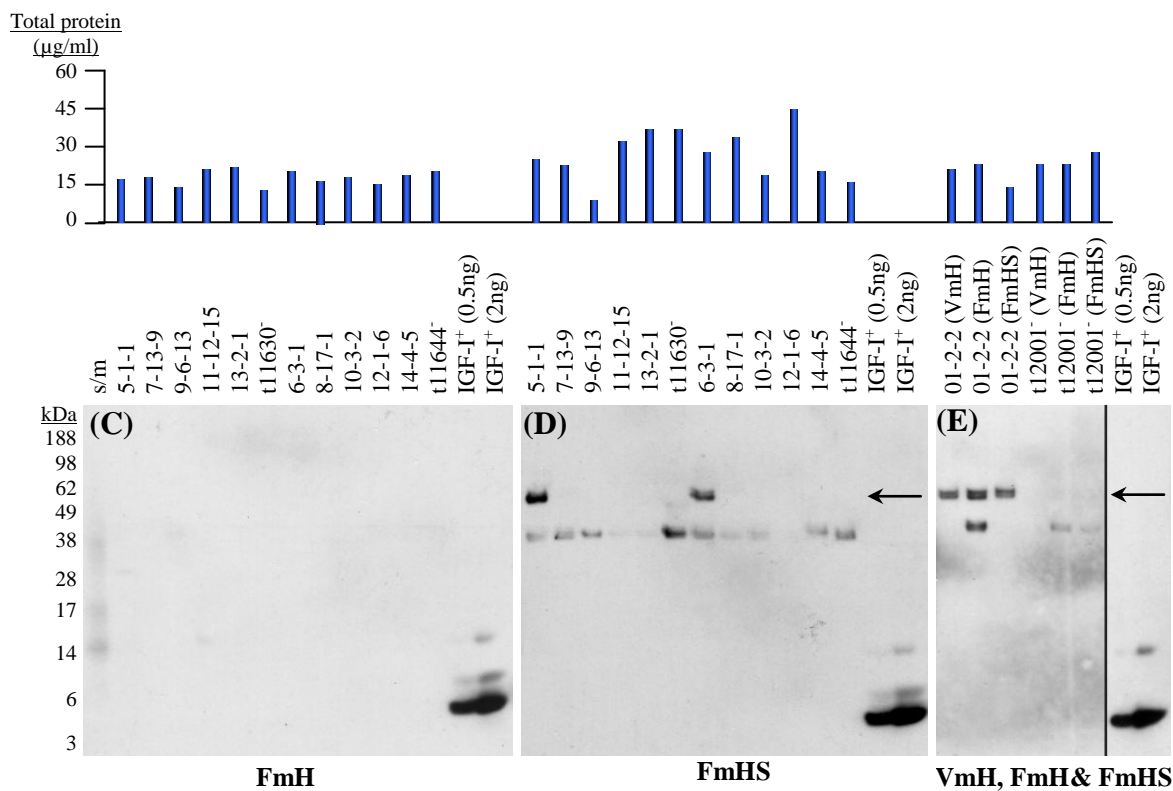 Total protein
(µg/ml)
60
45
30
15
0
s/m
5-1-1
7-13-9
9-6-13
11-12-15
13-2-1
t11630⁻
6-3-1
8-17-1
10-3-2
12-1-6
14-4-5
t11644⁻
IGF-I⁺ (0.5ng)
IGF-I⁺ (2ng)
5-1-1
7-13-9
9-6-13
11-12-15
13-2-1
t11630⁻
6-3-1
8-17-1
10-3-2
12-1-6
14-4-5
t11644⁻
IGF-I⁺ (0.5ng)
IGF-I⁺ (2ng)
01-2-2 (VmH)
01-2-2 (FmH)
01-2-2 (FmHS)
t12001⁻ (VmH)
t12001⁻ (FmH)
t12001⁻ (FmHS)
IGF-I⁺ (0.5ng)
IGF-I⁺ (2ng)
kDa
188
98
62
49
38
28
17
14
6
3
(C)
(D)
(E)
FmH
FmHS
VmH, FmH& FmHS